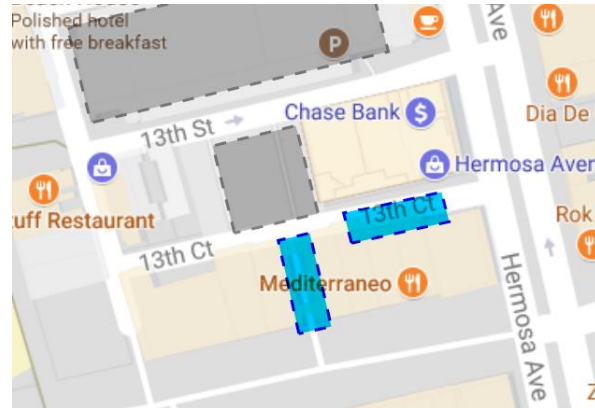 Polished hotel
with free breakfast
P
Ave
13th St
Chase Bank $
Dia De
Hermosa Aver
uff Restaurant
13th Ct
Rok
13th Ct
Mediterraneo
Hermosa Ave
Z